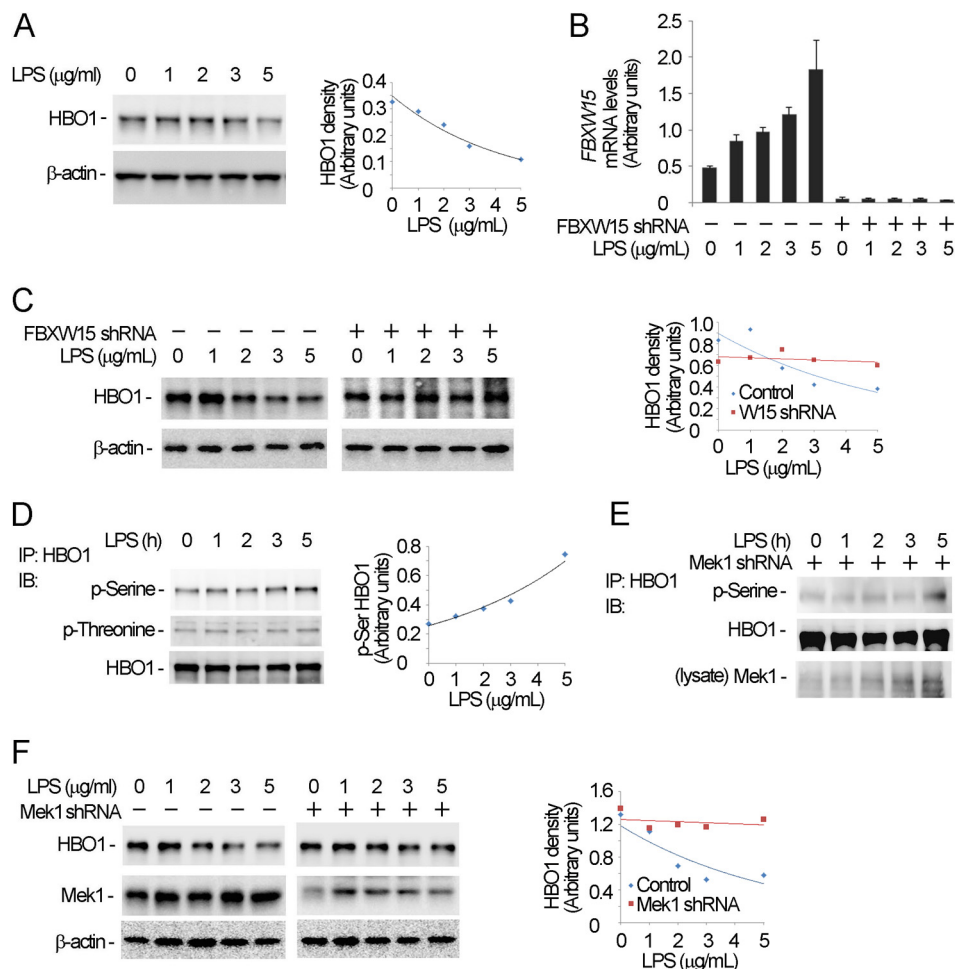 A
LPS (μg/ml) 0 1 2 3 5
HBO1 -
β-actin -
HBO1 density
(Arbitrary units)
0.4
0.3
0.2
0.1
0
0 1 2 3 4 5
LPS (μg/mL)
B
FBXW15
mRNA levels
(Arbitrary units)
2.5
2.0
1.5
1.0
0.5
0
FBXW15 shRNA − − − − − + + + + +
LPS (μg/mL) 0 1 2 3 5 0 1 2 3 5
C
FBXW15 shRNA − − − − − + + + + +
LPS (μg/mL) 0 1 2 3 5 0 1 2 3 5
HBO1 -
β-actin -
HBO1 density
(Arbitrary units)
1.0
0.8
0.6
0.4
0.2
0
Control
W15 shRNA
0 1 2 3 4 5
LPS (μg/mL)
D
LPS (h) 0 1 2 3 5
IP: HBO1
IB:
p-Serine -
p-Threonine -
HBO1 -
p-Ser HBO1
(Arbitrary units)
0.8
0.6
0.4
0.2
0
0 1 2 3 4 5
LPS (μg/mL)
E
LPS (h) 0 1 2 3 5
Mek1 shRNA + + + + +
IP: HBO1
IB:
p-Serine -
HBO1 -
(lysate) Mek1 -
F
LPS (μg/ml) 0 1 2 3 5 0 1 2 3 5
Mek1 shRNA − − − − − + + + + +
HBO1 -
Mek1 -
β-actin -
HBO1 density
(Arbitrary units)
1.6
1.2
0.8
0.4
0
Control
Mek1 shRNA
0 1 2 3 4 5
LPS (μg/mL)